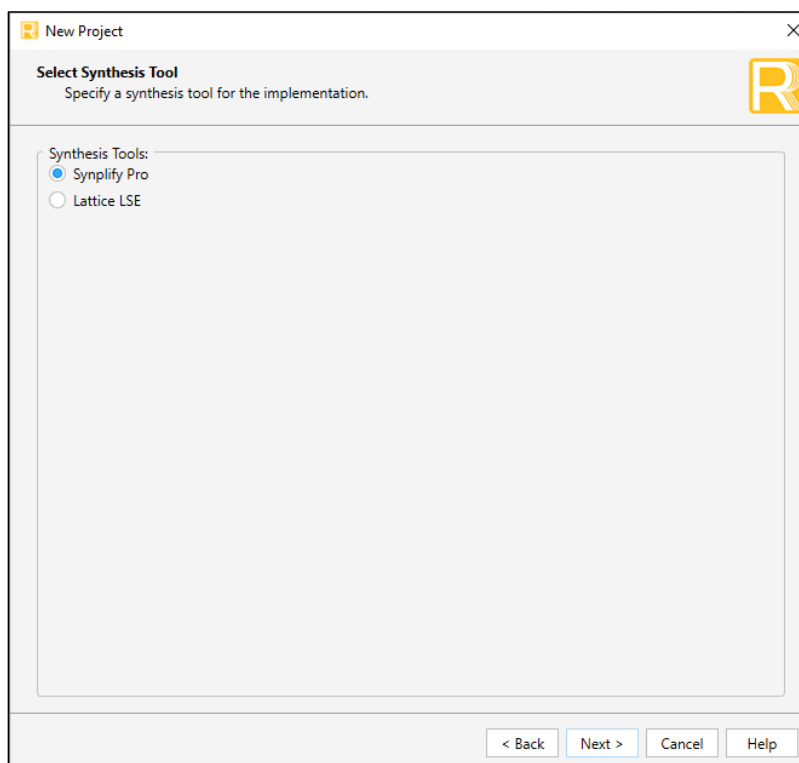 New Project
Select Synthesis Tool
Specify a synthesis tool for the implementation.
Synthesis Tools:
Synplify Pro
Lattice LSE
< Back Next > Cancel Help